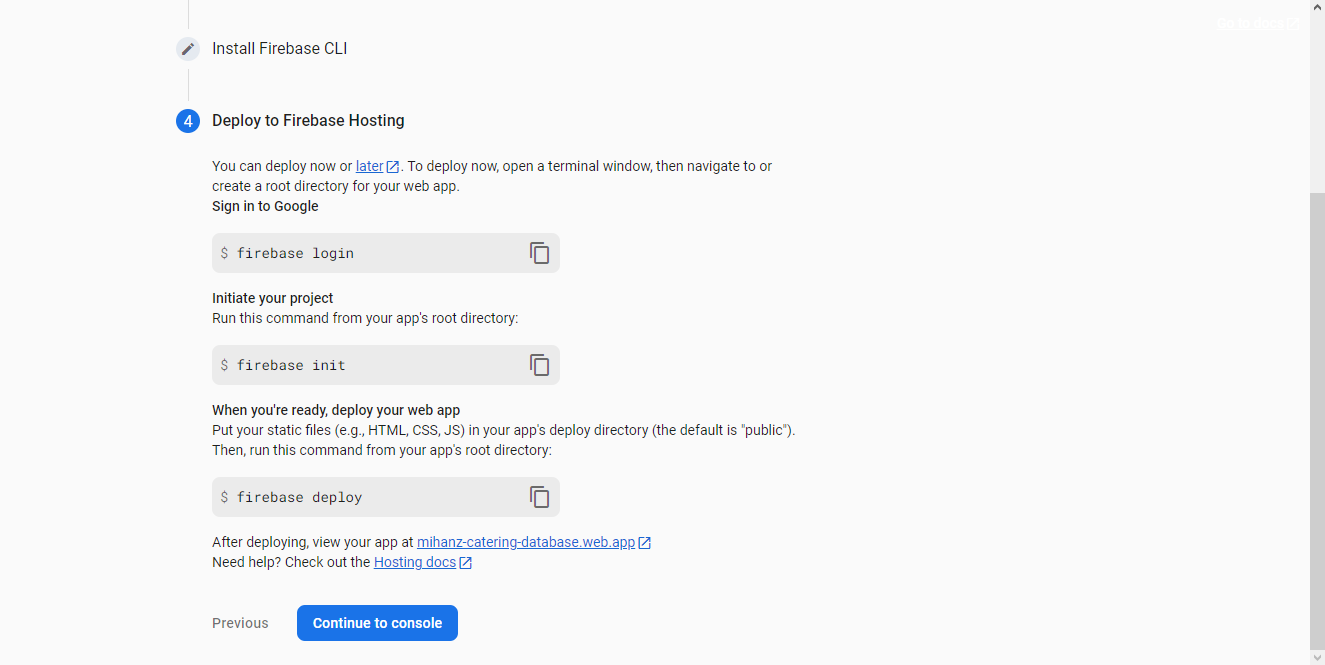 Go to docs
Install Firebase CLI
4
Deploy to Firebase Hosting
You can deploy now or later. To deploy now, open a terminal window, then navigate to or
create a root directory for your web app.
Sign in to Google
$ firebase login
Initiate your project
Run this command from your app's root directory:
$ firebase init
When you're ready, deploy your web app
Put your static files (e.g., HTML, CSS, JS) in your app's deploy directory (the default is "public").
Then, run this command from your app's root directory:
$ firebase deploy
After deploying, view your app at mihanz-catering-database.web.app
Need help? Check out the Hosting docs
Previous
Continue to console